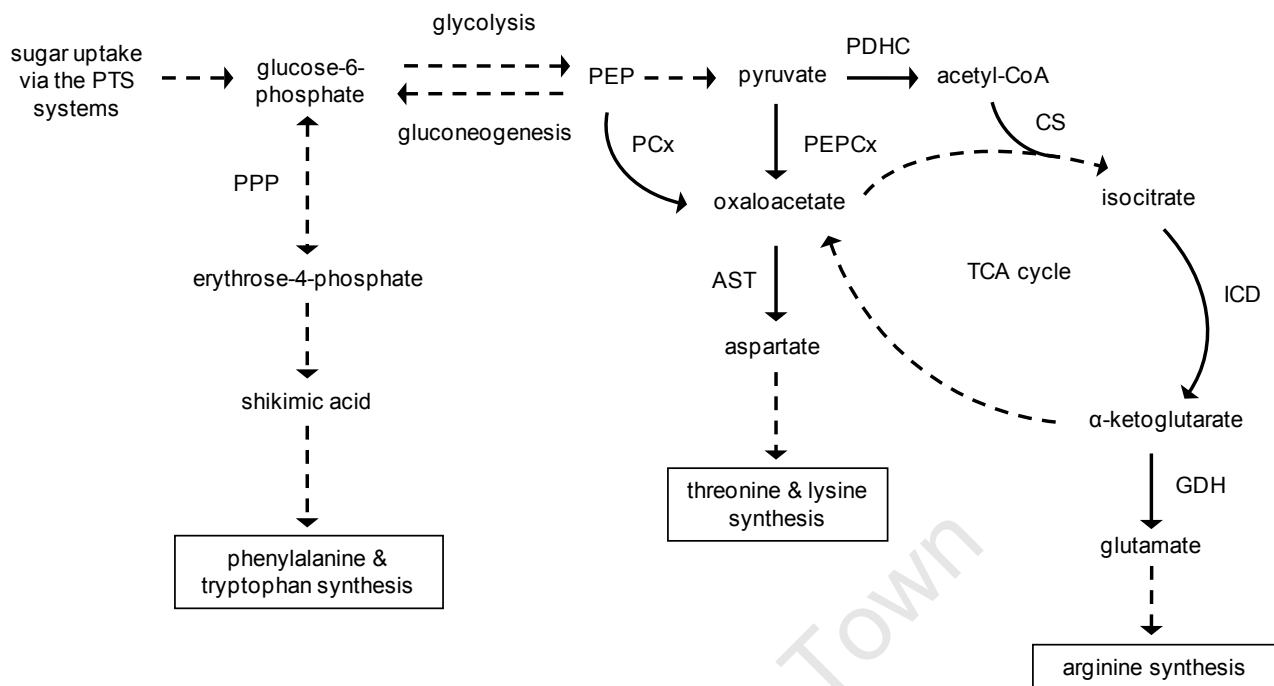 glycolysis
sugar uptake
via the PTS
systems
glucose-6-
phosphate
PEP
pyruvate
PDHC
acetyl-CoA
gluconeogenesis
PCx
PEPCx
CS
PPP
oxaloacetate
isocitrate
erythrose-4-phosphate
AST
TCA cycle
ICD
aspartate
shikimic acid
α-ketoglutarate
threonine & lysine
synthesis
GDH
phenylalanine &
tryptophan synthesis
glutamate
arginine synthesis
Town